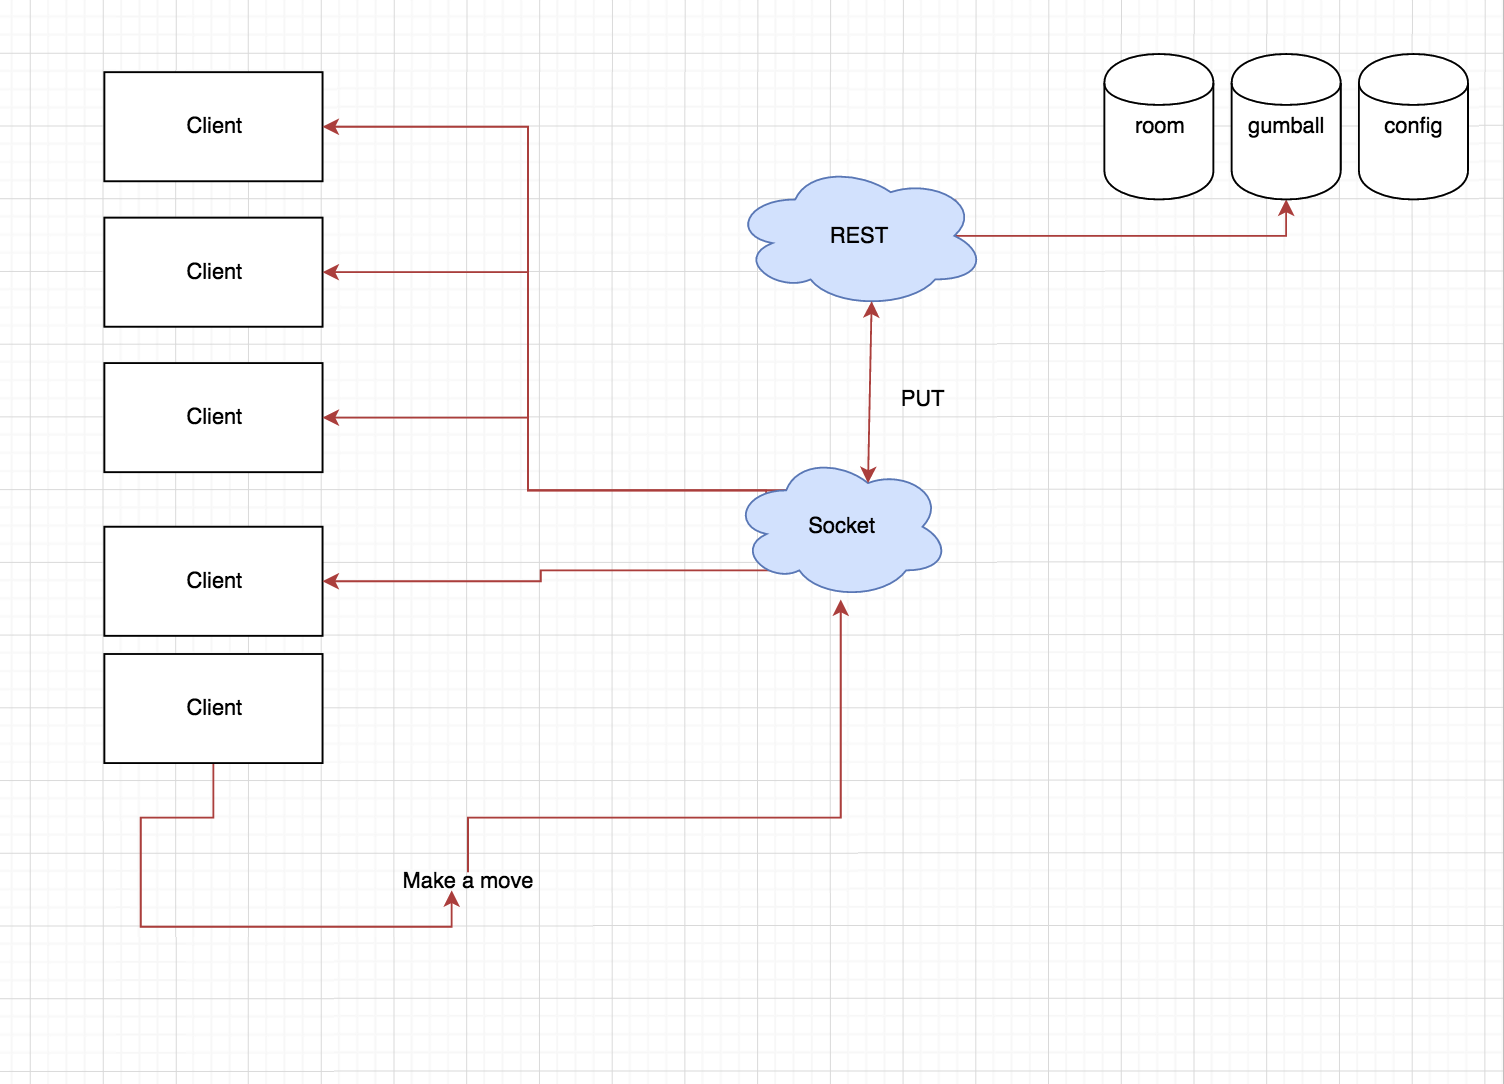 Client
room
gumball
config
REST
Client
PUT
Client
Socket
Client
Client
Make a move